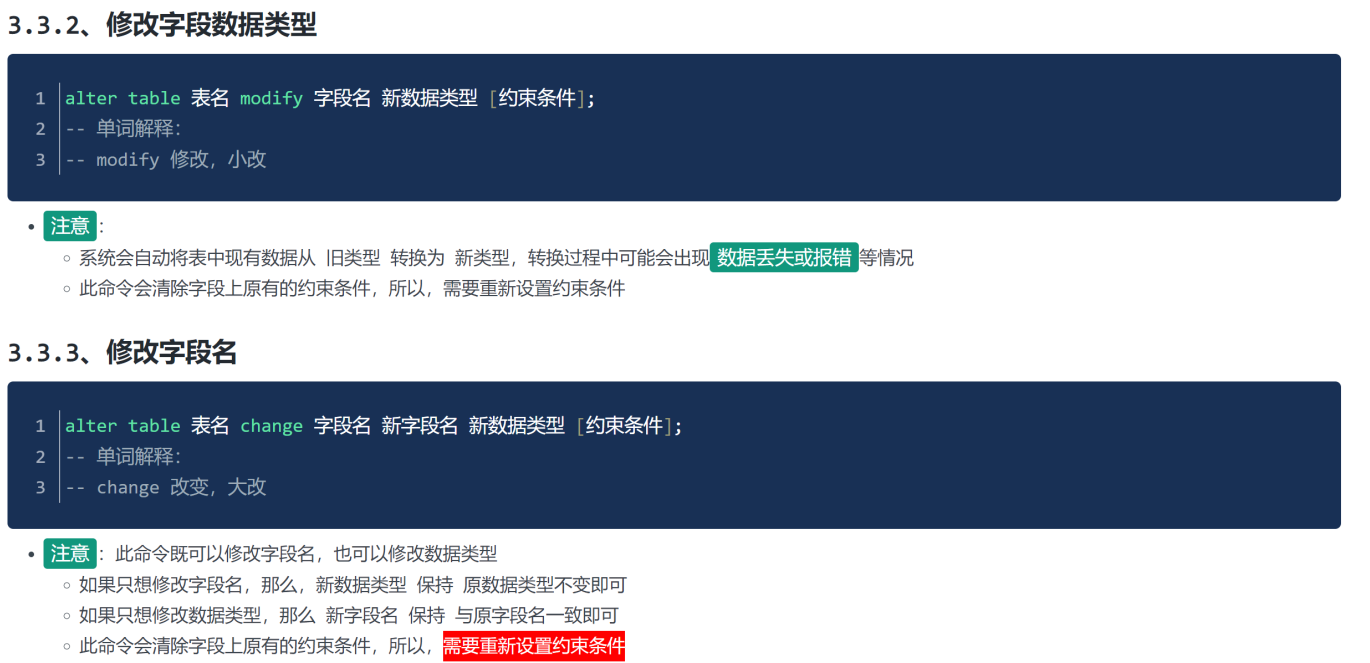 3.3.2、修改字段数据类型
1 alter table 表名 modify 字段名 新数据类型 [约束条件];
2 -- 单词解释：
3 -- modify 修改，小改
• 注意：
◦ 系统会自动将表中现有数据从 旧类型 转换为 新类型，转换过程中可能会出现 数据丢失或报错 等情况
◦ 此命令会清除字段上原有的约束条件，所以，需要重新设置约束条件
3.3.3、修改字段名
1 alter table 表名 change 字段名 新字段名 新数据类型 [约束条件];
2 -- 单词解释：
3 -- change 改变，大改
• 注意：此命令既可以修改字段名，也可以修改数据类型
◦ 如果只想修改字段名，那么，新数据类型 保持 原数据类型不变即可
◦ 如果只想修改数据类型，那么 新字段名 保持 与原字段名一致即可
◦ 此命令会清除字段上原有的约束条件，所以，需要重新设置约束条件